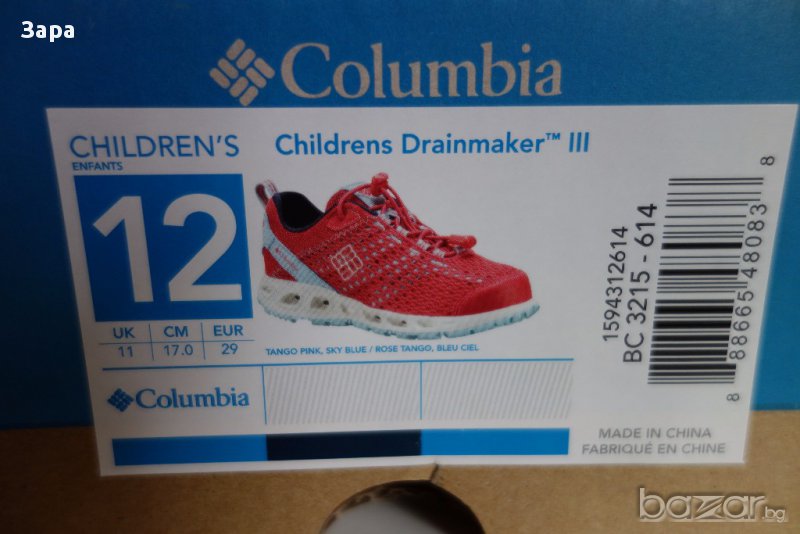 Зара
Columbia
CHILDREN'S
ENFANTS
Childrens Drainmaker™ III
12
UK CM EUR
11 17.0 29
TANGO PINK, SKY BLUE / ROSE TANGO, BLEU CIEL
1594312614
BC 3215 - 614
8 88665 48083 8
Columbia
MADE IN CHINA
FABRIQUÉ EN CHINE
bazar.bg